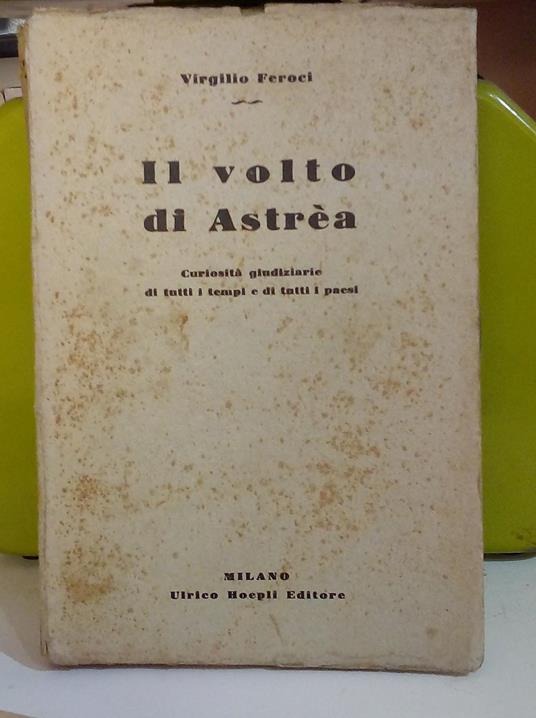 Virgilio Feroci
Il volto
di Astrèa
Curiosità giudiziarie
di tutti i tempi e di tutti i paesi
MILANO
Ulrico Hoepli Editore